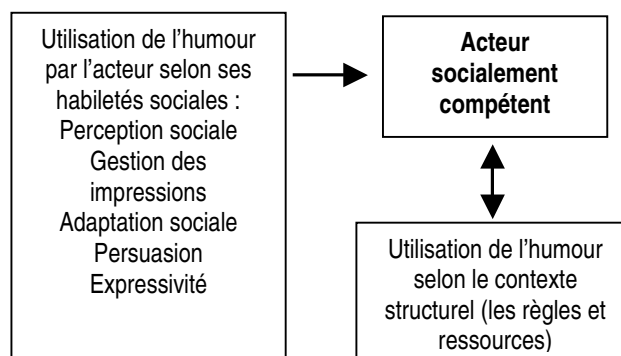 Utilisation de l’humour
par l’acteur selon ses
habiletés sociales :
Perception sociale
Gestion des
impressions
Adaptation sociale
Persuasion
Expressivité
Acteur
socialement
compétent
Utilisation de l’humour
selon le contexte
structurel (les règles et
ressources)